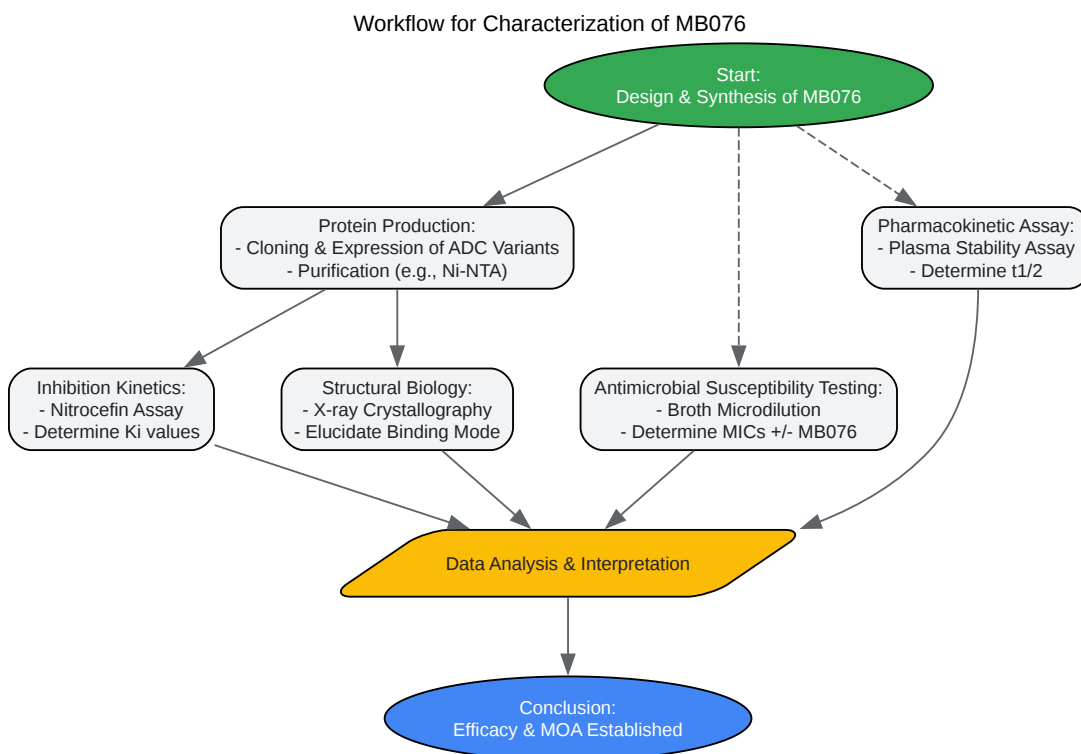 Workflow for Characterization of MB076
Start:
Design & Synthesis of MB076
Protein Production:
- Cloning & Expression of ADC Variants
- Purification (e.g., Ni-NTA)
Pharmacokinetic Assay:
- Plasma Stability Assay
- Determine t1/2
Inhibition Kinetics:
- Nitrocefin Assay
- Determine Ki values
Structural Biology:
- X-ray Crystallography
- Elucidate Binding Mode
Antimicrobial Susceptibility Testing:
- Broth Microdilution
- Determine MICs +/- MB076
Data Analysis & Interpretation
Conclusion:
Efficacy & MOA Established